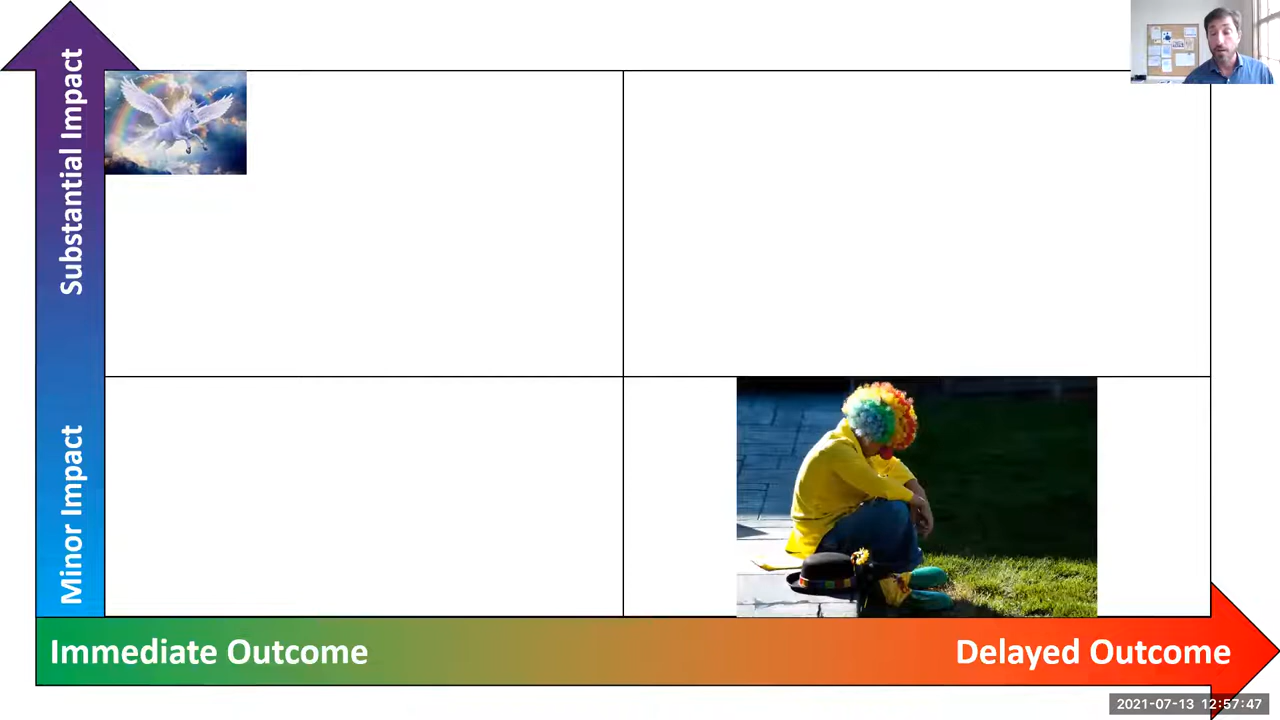 Substantial Impact
Minor Impact
Immediate Outcome
Delayed Outcome
2021-07-13 12:57:47